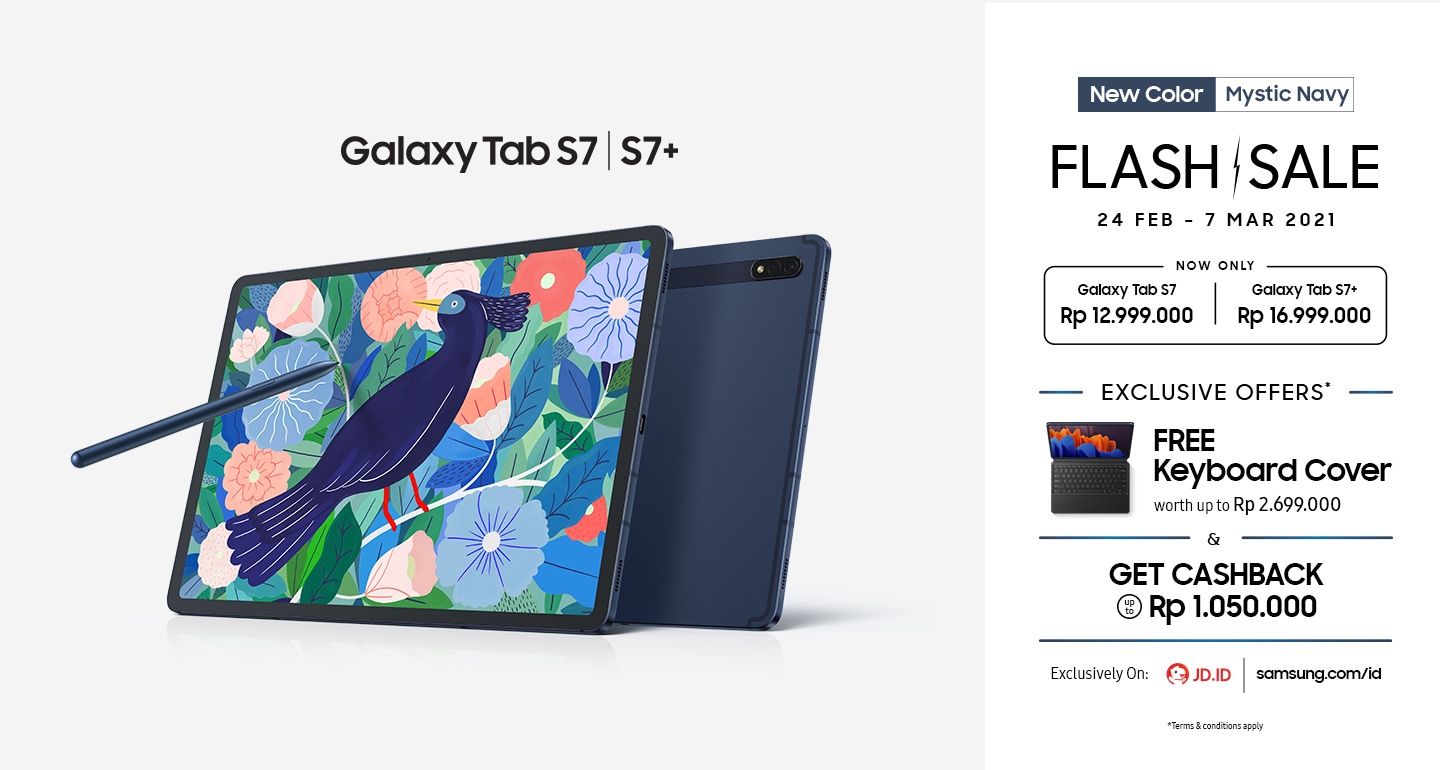 Galaxy Tab S7 | S7+
New Color Mystic Navy
FLASH SALE
24 FEB - 7 MAR 2021
NOW ONLY
Galaxy Tab S7
Rp 12.999.000
Galaxy Tab S7+
Rp 16.999.000
EXCLUSIVE OFFERS*
FREE
Keyboard Cover
worth up to Rp 2.699.000
&
GET CASHBACK
up to Rp 1.050.000
Exclusively On: JD.ID | samsung.com/id
*Terms & conditions apply